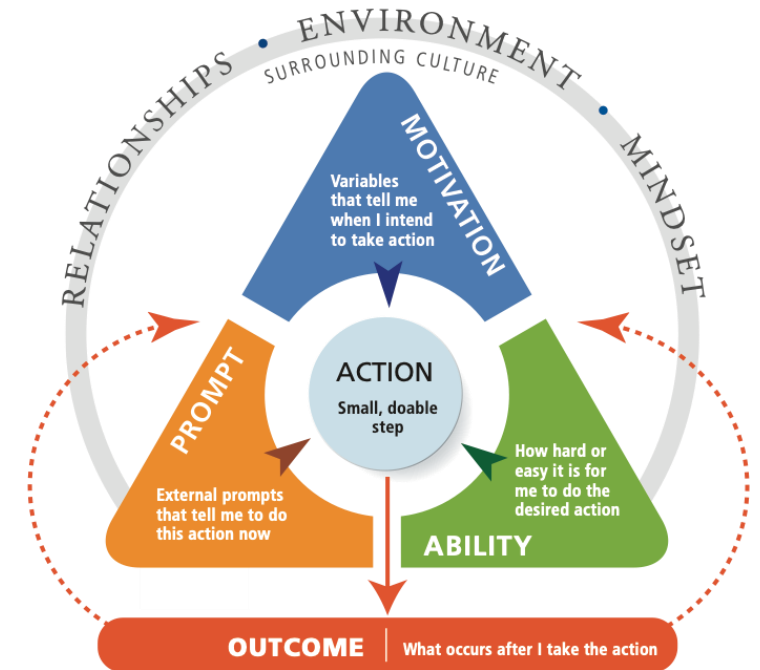 RELATIONSHIPS • ENVIRONMENT • MINDSET
SURROUNDING CULTURE
MOTIVATION
Variables
that tell me
when I intend
to take action
ACTION
Small, doable
step
PROMPT
External prompts
that tell me to do
this action now
How hard or
easy it is for
me to do the
desired action
ABILITY
OUTCOME | What occurs after I take the action